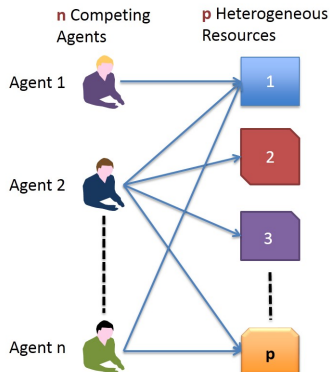 n Competing
Agents
p Heterogeneous
Resources
Agent 1
1
Agent 2
2
3
Agent n
p